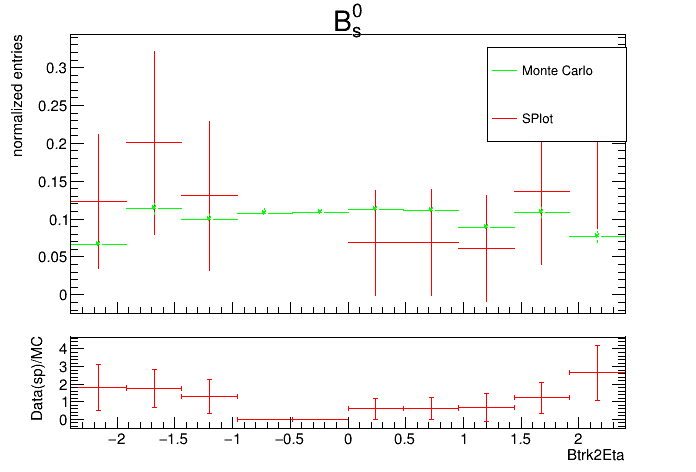 B_s^0
normalized entries
0.3
0.25
0.2
0.15
0.1
0.05
0
Monte Carlo
SPlot
Data(sp)/MC
4
3
2
1
0
−2 −1.5 −1 −0.5 0 0.5 1 1.5 2
Btrk2Eta